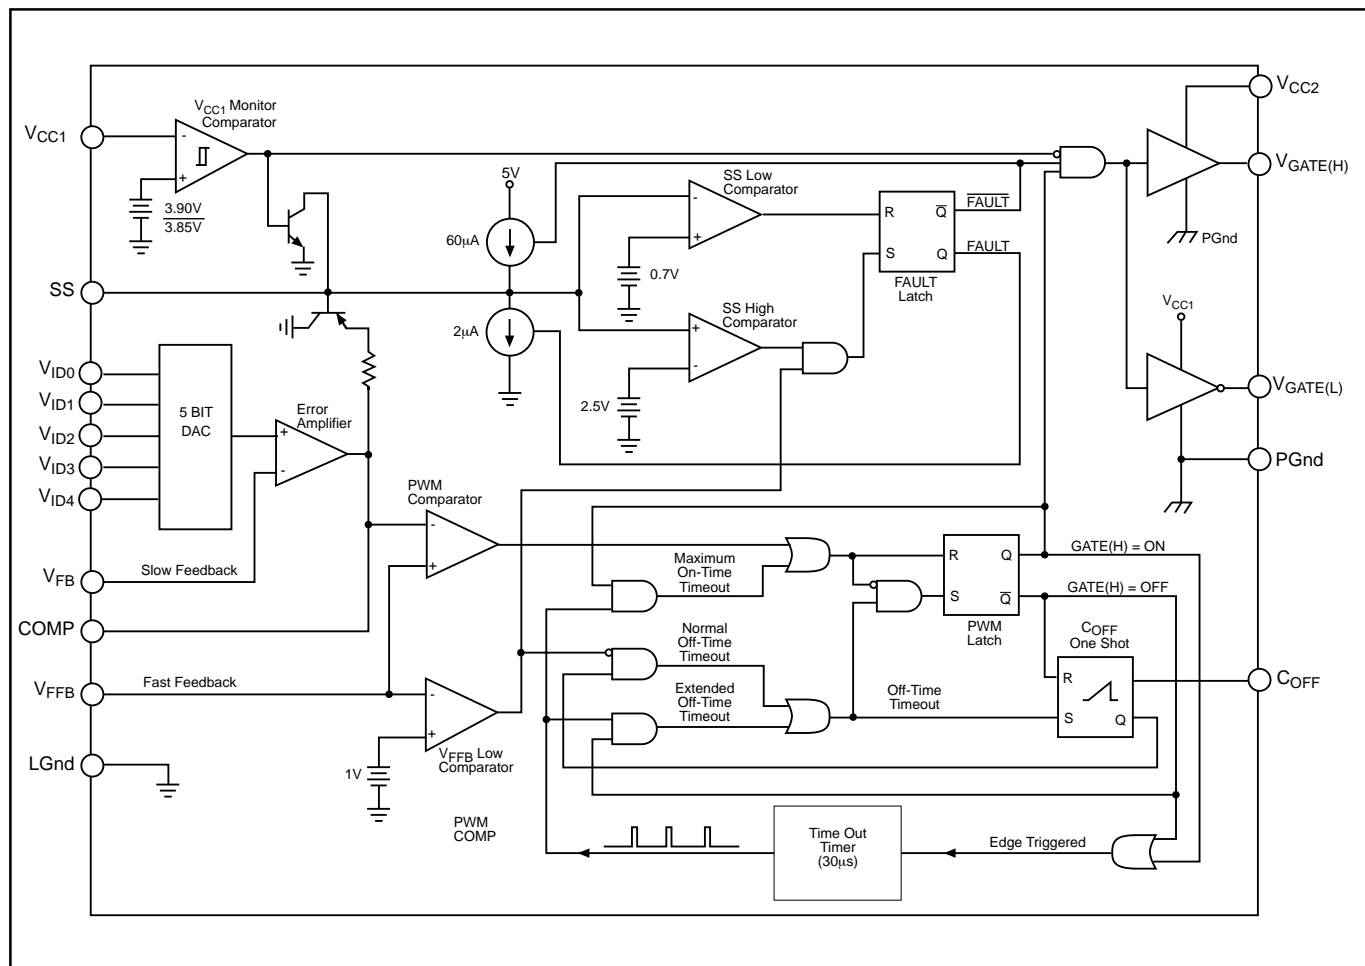 VCC1
VCC1 Monitor
Comparator
-
+
3.90V
3.85V
SS
VID0
VID1
VID2
VID3
VID4
5 BIT
DAC
Error
Amplifier
+
-
VFB
Slow Feedback
COMP
VFFB
Fast Feedback
LGnd
5V
60µA
2µA
SS Low
Comparator
-
+
0.7V
SS High
Comparator
+
-
2.5V
R
Q
FAULT
S
Q
FAULT
FAULT
Latch
VCC2
VGATE(H)
PGnd
VCC1
VGATE(L)
PGnd
PWM
Comparator
-
+
Maximum
On-Time
Timeout
R
Q
GATE(H) = ON
S
Q
GATE(H) = OFF
PWM
Latch
Normal
Off-Time
Timeout
COFF
One Shot
R
S
Q
COFF
Extended
Off-Time
Timeout
Off-Time
Timeout
-
+
VFFB Low
Comparator
1V
PWM
COMP
Time Out
Timer
(30µs)
Edge Triggered